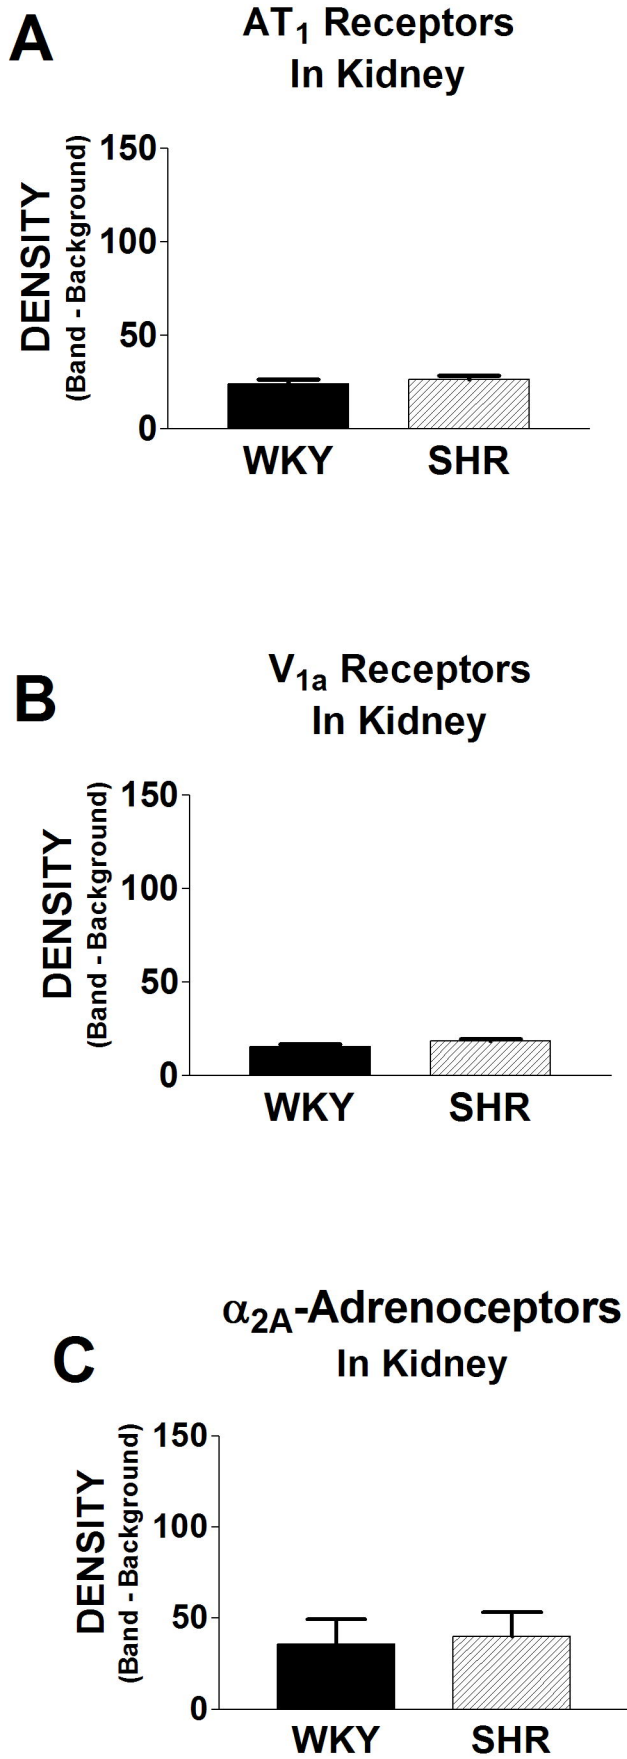 A
AT₁ Receptors
In Kidney
DENSITY
(Band - Background)
150
100
50
0
WKY SHR
B
V₁ₐ Receptors
In Kidney
DENSITY
(Band - Background)
150
100
50
0
WKY SHR
C
α₂A-Adrenoceptors
In Kidney
DENSITY
(Band - Background)
150
100
50
0
WKY SHR